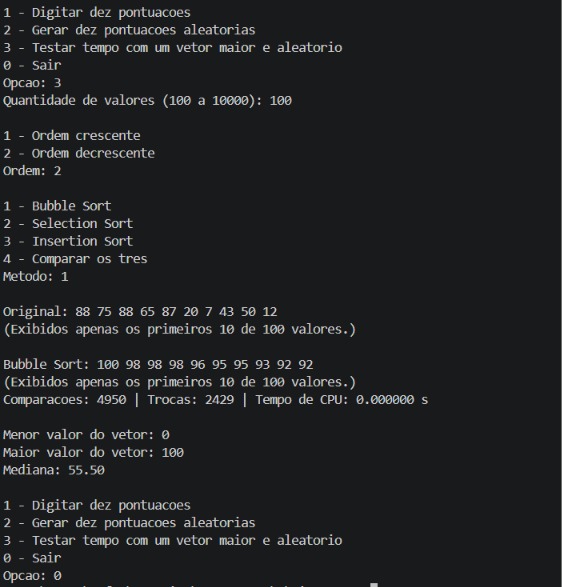 1 - Digitar dez pontuacoes
2 - Gerar dez pontuacoes aleatorias
3 - Testar tempo com um vetor maior e aleatorio
0 - Sair
Opcao: 3
Quantidade de valores (100 a 10000): 100
1 - Ordem crescente
2 - Ordem decrescente
Ordem: 2
1 - Bubble Sort
2 - Selection Sort
3 - Insertion Sort
4 - Comparar os tres
Metodo: 1
Original: 88 75 88 65 87 20 7 43 50 12
(Exibidos apenas os primeiros 10 de 100 valores.)
Bubble Sort: 100 98 98 98 96 95 95 93 92 92
(Exibidos apenas os primeiros 10 de 100 valores.)
Comparacoes: 4950 | Trocas: 2429 | Tempo de CPU: 0.000000 s
Menor valor do vetor: 0
Maior valor do vetor: 100
Mediana: 55.50
1 - Digitar dez pontuacoes
2 - Gerar dez pontuacoes aleatorias
3 - Testar tempo com um vetor maior e aleatorio
0 - Sair
Opcao: 0